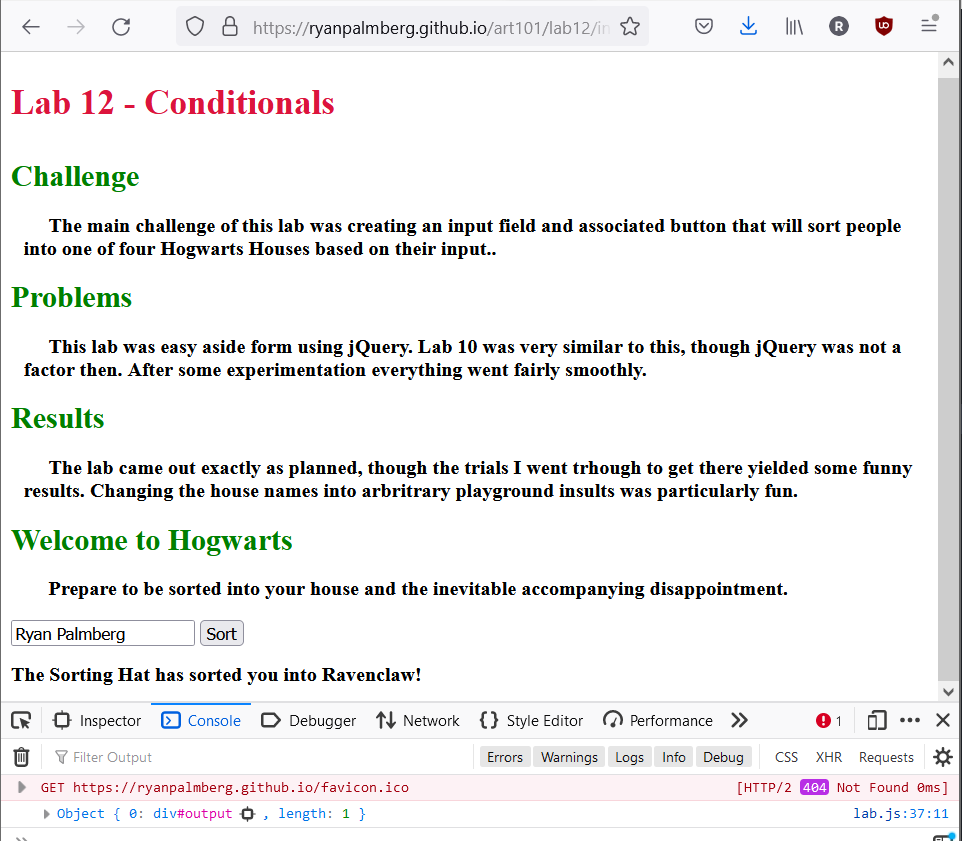 https://ryanpalmberg.github.io/art101/lab12/in
R
Lab 12 - Conditionals
Challenge
The main challenge of this lab was creating an input field and associated button that will sort people
into one of four Hogwarts Houses based on their input..
Problems
This lab was easy aside form using jQuery. Lab 10 was very similar to this, though jQuery was not a
factor then. After some experimentation everything went fairly smoothly.
Results
The lab came out exactly as planned, though the trials I went trhough to get there yielded some funny
results. Changing the house names into arbritrary playground insults was particularly fun.
Welcome to Hogwarts
Prepare to be sorted into your house and the inevitable accompanying disappointment.
Ryan Palmberg Sort
The Sorting Hat has sorted you into Ravenclaw!
Inspector Console Debugger Network {} Style Editor Performance 1
Filter Output Errors Warnings Logs Info Debug CSS XHR Requests
GET https://ryanpalmberg.github.io/favicon.ico [HTTP/2 404 Not Found 0ms]
Object { 0: div#output , length: 1 } lab.js:37:11